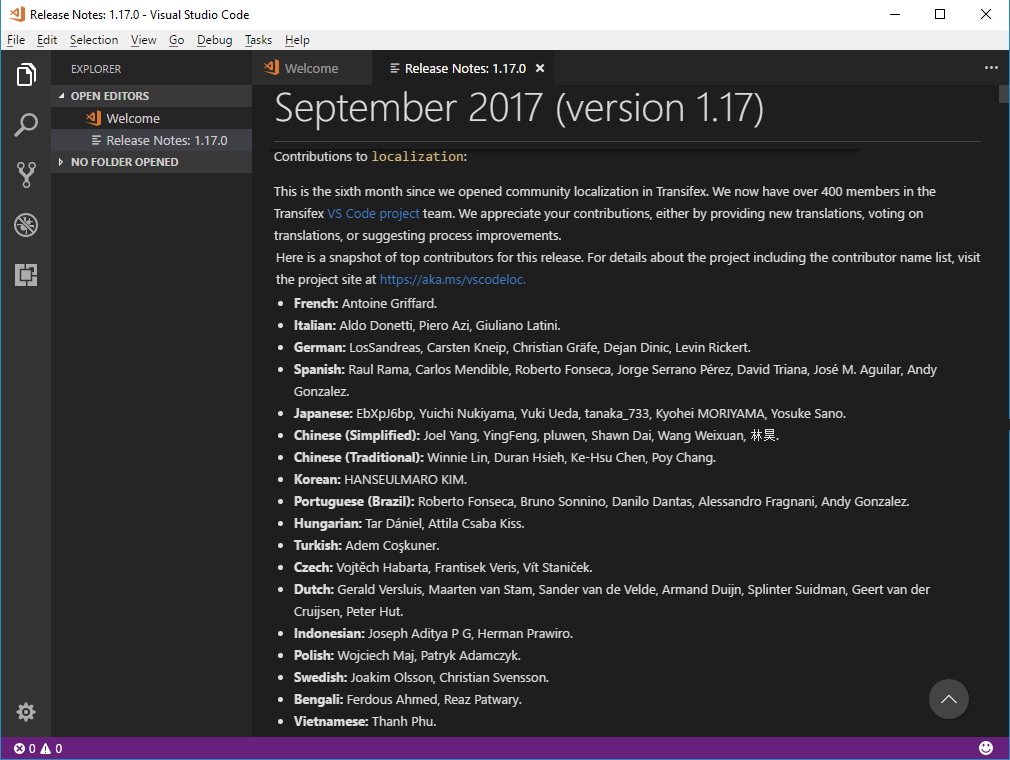 Release Notes: 1.17.0 - Visual Studio Code
File Edit Selection View Go Debug Tasks Help
EXPLORER
OPEN EDITORS
Welcome
Release Notes: 1.17.0
NO FOLDER OPENED
Welcome
Release Notes: 1.17.0
September 2017 (version 1.17)
Contributions to localization:
This is the sixth month since we opened community localization in Transifex. We now have over 400 members in the
Transifex VS Code project team. We appreciate your contributions, either by providing new translations, voting on
translations, or suggesting process improvements.
Here is a snapshot of top contributors for this release. For details about the project including the contributor name list, visit
the project site at https://aka.ms/vscodeloc.
• French: Antoine Griffard.
• Italian: Aldo Donetti, Piero Azi, Giuliano Latini.
• German: LosSandreas, Carsten Kneip, Christian Gräfe, Dejan Dinic, Levin Rickert.
• Spanish: Raul Rama, Carlos Mendible, Roberto Fonseca, Jorge Serrano Pérez, David Triana, José M. Aguilar, Andy
Gonzalez.
• Japanese: EbXpJ6bp, Yuichi Nukiyama, Yuki Ueda, tanaka_733, Kyohei MORIYAMA, Yosuke Sano.
• Chinese (Simplified): Joel Yang, YingFeng, pluwen, Shawn Dai, Wang Weixuan, 林昊.
• Chinese (Traditional): Winnie Lin, Duran Hsieh, Ke-Hsu Chen, Poy Chang.
• Korean: HANSEULMARO KIM.
• Portuguese (Brazil): Roberto Fonseca, Bruno Sonnino, Danilo Dantas, Alessandro Fragnani, Andy Gonzalez.
• Hungarian: Tar Dániel, Attila Csaba Kiss.
• Turkish: Adem Coşkuner.
• Czech: Vojtěch Habarta, Frantisek Veris, Vít Staniček.
• Dutch: Gerald Versluis, Maarten van Stam, Sander van de Velde, Armand Duijn, Splinter Suidman, Geert van der
Cruijsen, Peter Hut.
• Indonesian: Joseph Aditya P G, Herman Prawiro.
• Polish: Wojciech Maj, Patryk Adamczyk.
• Swedish: Joakim Olsson, Christian Svensson.
• Bengali: Ferdous Ahmed, Reaz Patwary.
• Vietnamese: Thanh Phu.
0 0